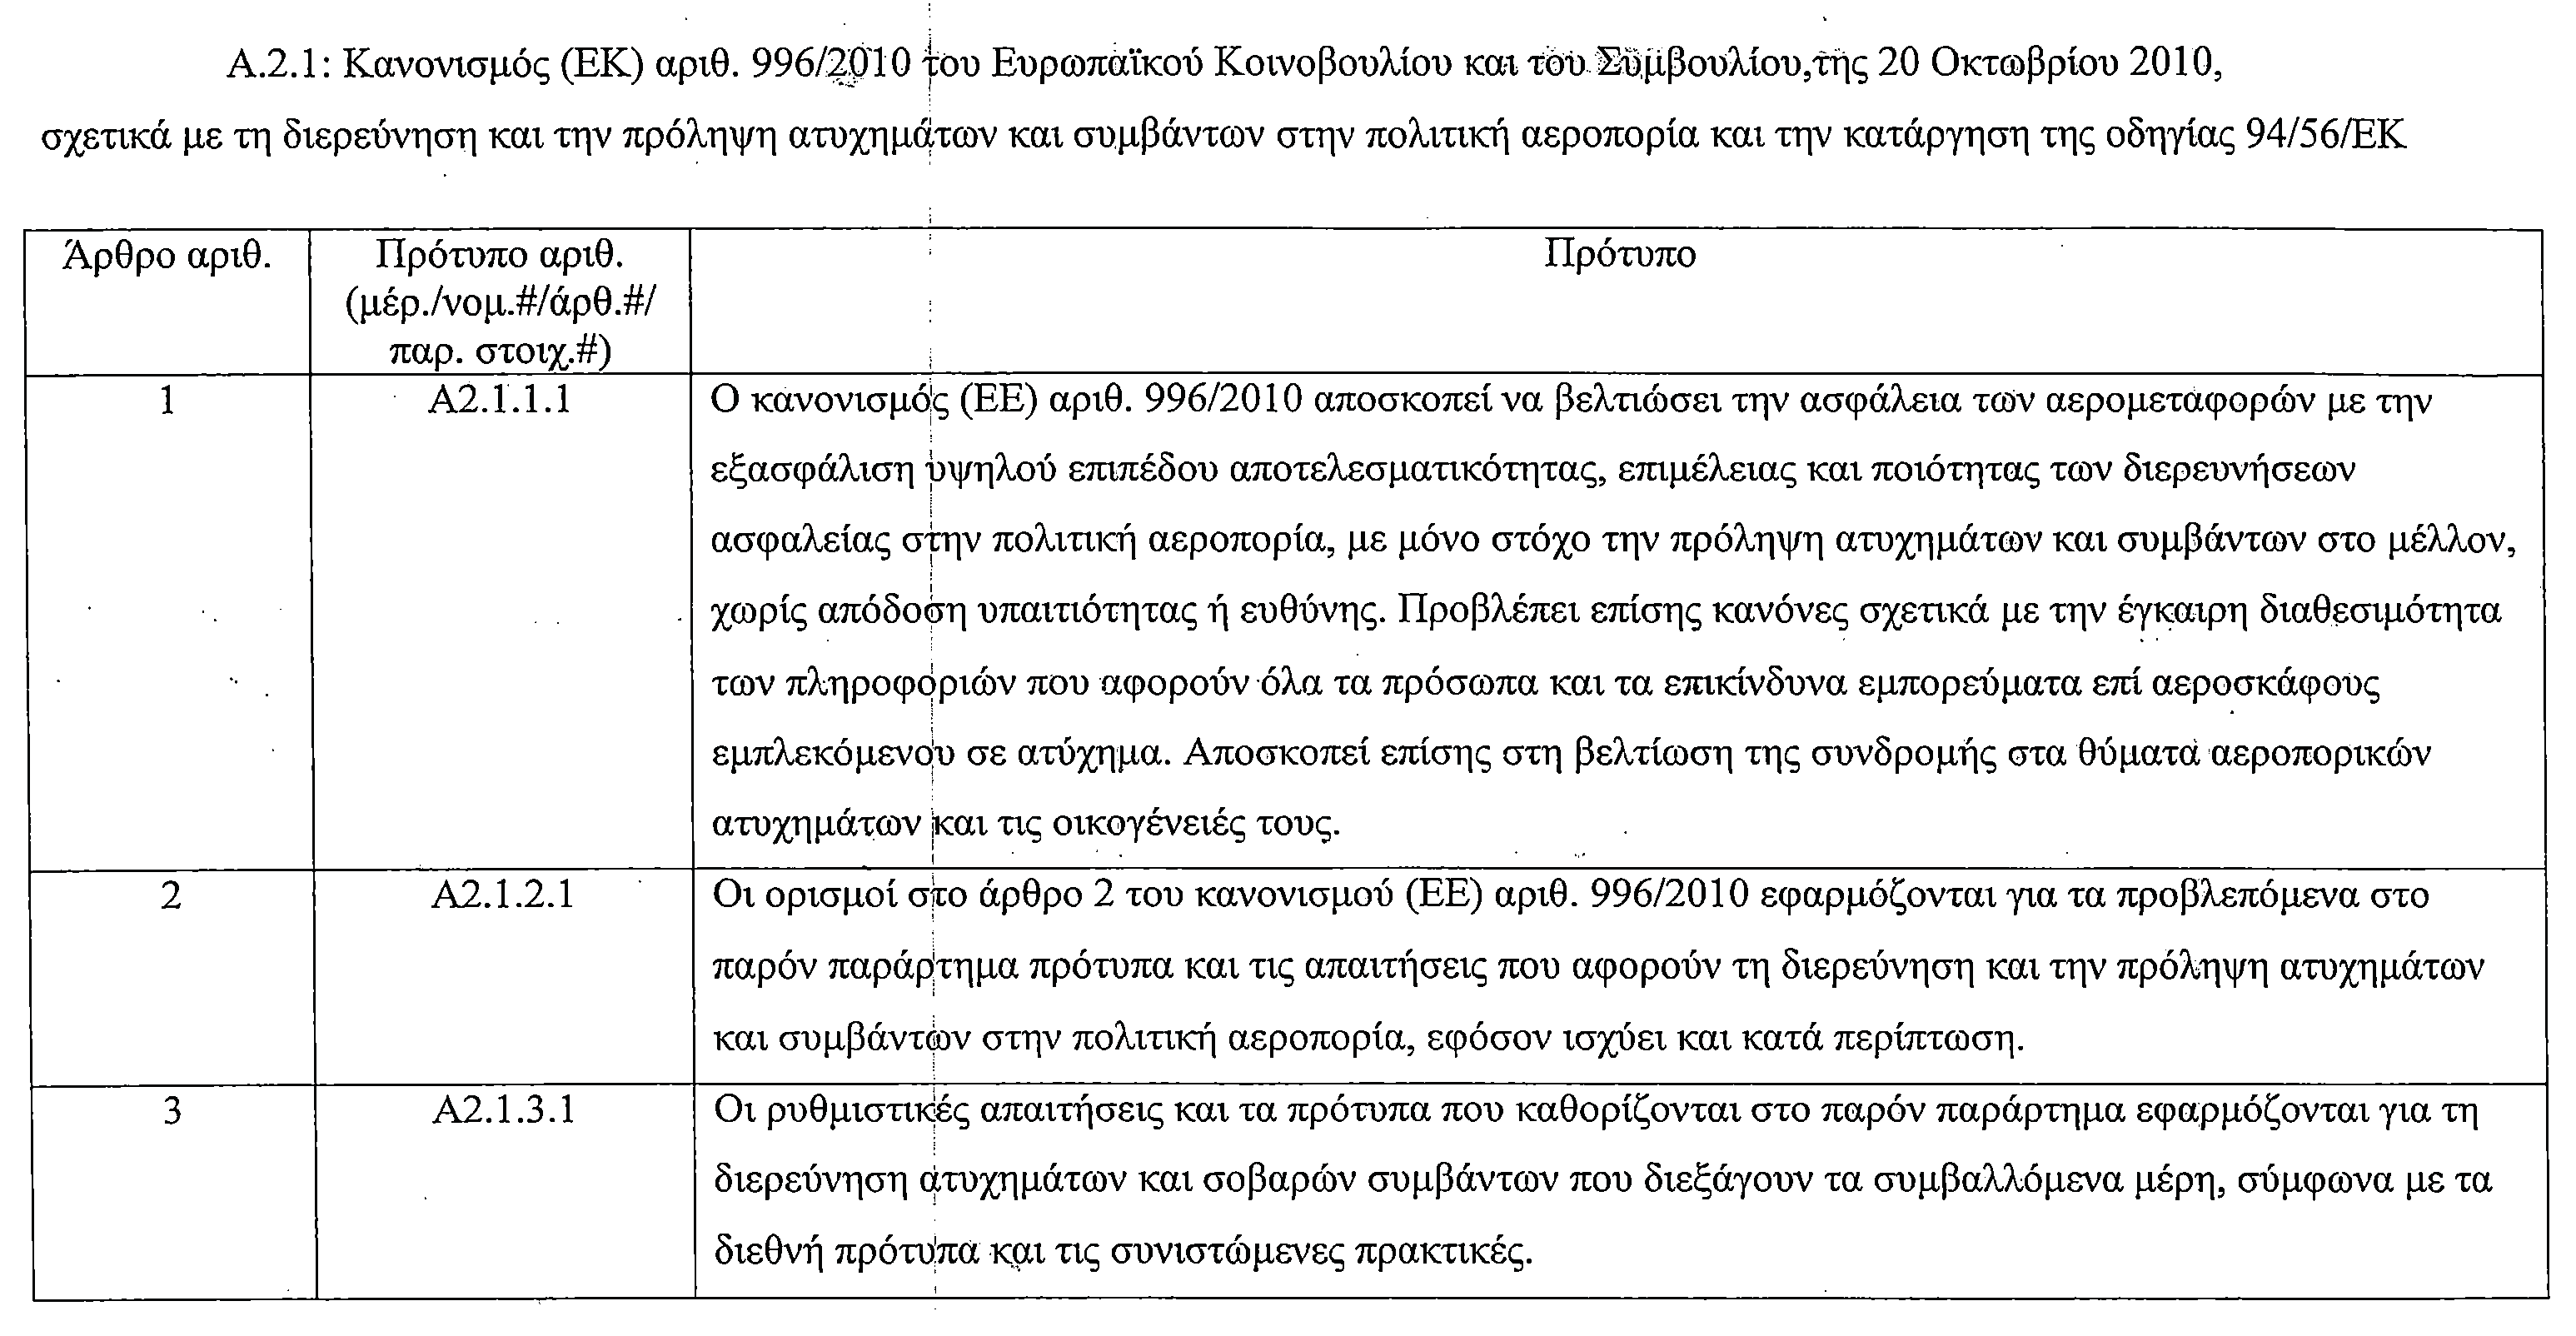 Α.2.1: Κανονισμός (ΕΚ) αριθ. 996/2010 του Ευρωπαϊκού Κοινοβουλίου και του Συμβουλίου,της 20 Οκτωβρίου 2010,
σχετικά με τη διερεύνηση και την πρόληψη ατυχημάτων και συμβάντων στην πολιτική αεροπορία και την κατάργηση της οδηγίας 94/56/ΕΚ
Άρθρο αριθ.
Πρότυπο αριθ.
(μέρ./νομ.#/άρθ.#/
παρ. στοιχ.#)
Πρότυπο
1
Α2.1.1.1
Ο κανονισμός (ΕΕ) αριθ. 996/2010 αποσκοπεί να βελτιώσει την ασφάλεια των αερομεταφορών με την
εξασφάλιση υψηλού επιπέδου αποτελεσματικότητας, επιμέλειας και ποιότητας των διερευνήσεων
ασφαλείας στην πολιτική αεροπορία, με μόνο στόχο την πρόληψη ατυχημάτων και συμβάντων στο μέλλον,
χωρίς απόδοση υπαιτιότητας ή ευθύνης. Προβλέπει επίσης κανόνες σχετικά με την έγκαιρη διαθεσιμότητα
των πληροφοριών που αφορούν όλα τα πρόσωπα και τα επικίνδυνα εμπορεύματα επί αεροσκάφους
εμπλεκόμενου σε ατύχημα. Αποσκοπεί επίσης στη βελτίωση της συνδρομής στα θύματα αεροπορικών
ατυχημάτων και τις οικογένειές τους.
2
Α2.1.2.1
Οι ορισμοί στο άρθρο 2 του κανονισμού (ΕΕ) αριθ. 996/2010 εφαρμόζονται για τα προβλεπόμενα στο
παρόν παράρτημα πρότυπα και τις απαιτήσεις που αφορούν τη διερεύνηση και την πρόληψη ατυχημάτων
και συμβάντων στην πολιτική αεροπορία, εφόσον ισχύει και κατά περίπτωση.
3
Α2.1.3.1
Οι ρυθμιστικές απαιτήσεις και τα πρότυπα που καθορίζονται στο παρόν παράρτημα εφαρμόζονται για τη
διερεύνηση ατυχημάτων και σοβαρών συμβάντων που διεξάγουν τα συμβαλλόμενα μέρη, σύμφωνα με τα
διεθνή πρότυπα και τις συνιστώμενες πρακτικές.